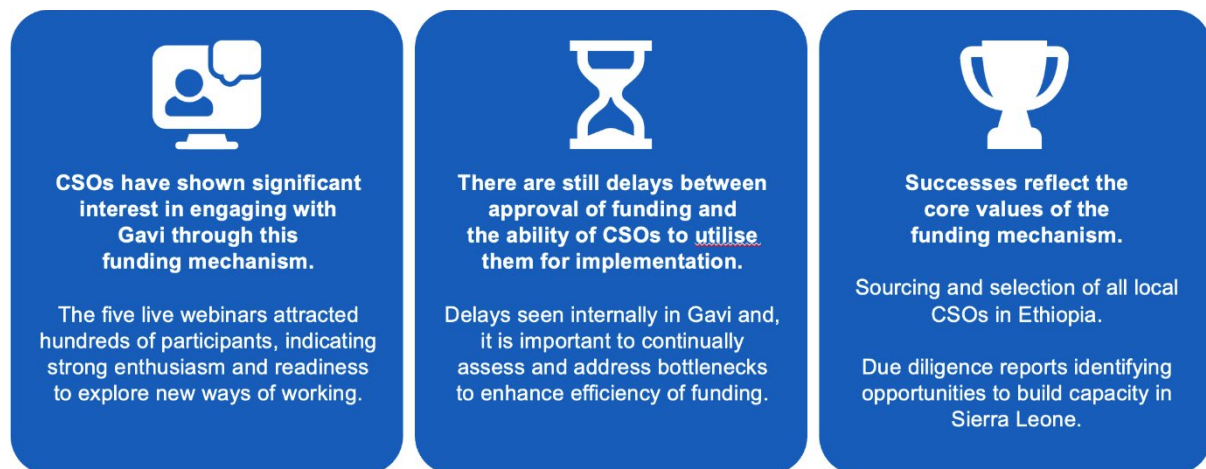 CSOs have shown significant
interest in engaging with
Gavi through this
funding mechanism.
The five live webinars attracted
hundreds of participants, indicating
strong enthusiasm and readiness
to explore new ways of working.
There are still delays between
approval of funding and
the ability of CSOs to utilise
them for implementation.
Delays seen internally in Gavi and,
it is important to continually
assess and address bottlenecks
to enhance efficiency of funding.
Successes reflect the
core values of the
funding mechanism.
Sourcing and selection of all local
CSOs in Ethiopia.
Due diligence reports identifying
opportunities to build capacity in
Sierra Leone.